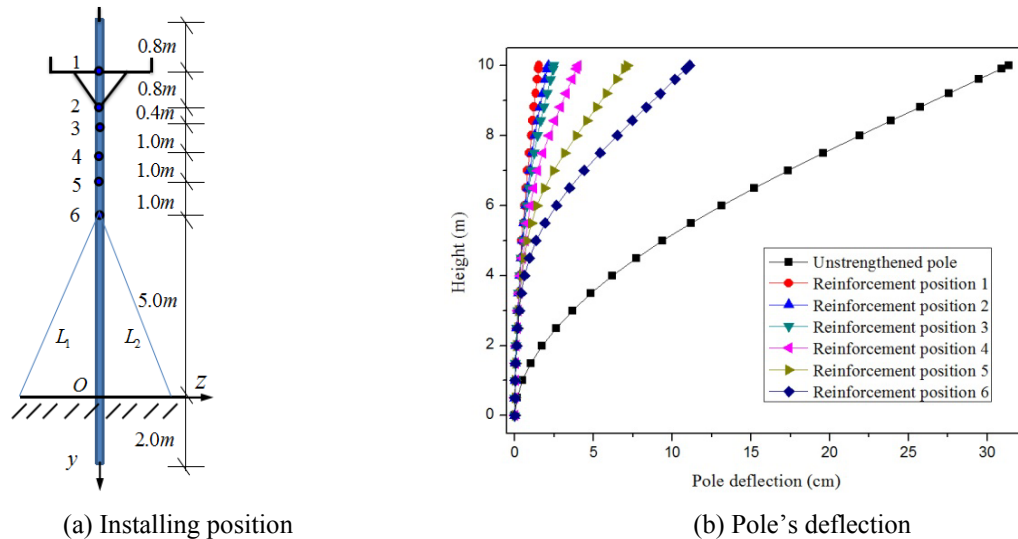 0.8m
1
0.8m
2
0.4m
3
1.0m
4
1.0m
5
1.0m
6
5.0m
L1
L2
O
z
2.0m
y
(a) Installing position
10
8
6
4
2
0
Height (m)
Unstrengthened pole
Reinforcement position 1
Reinforcement position 2
Reinforcement position 3
Reinforcement position 4
Reinforcement position 5
Reinforcement position 6
0 5 10 15 20 25 30
Pole deflection (cm)
(b) Pole's deflection